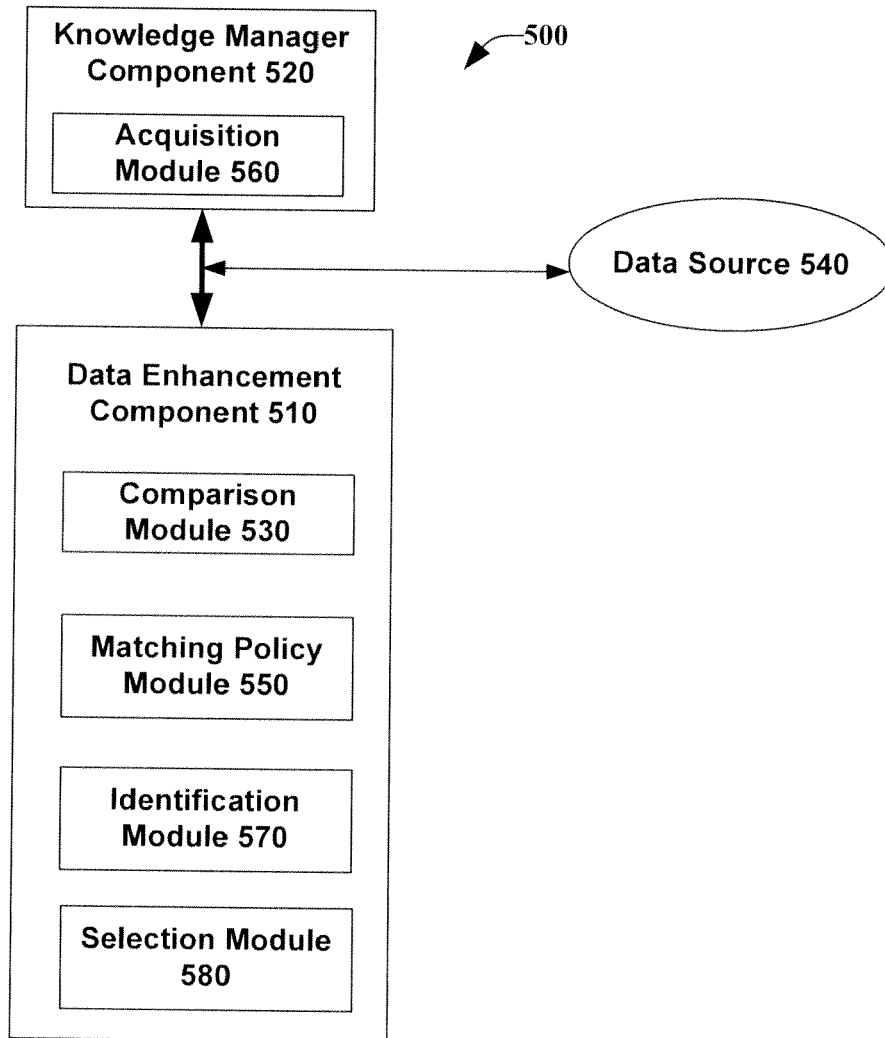 Knowledge Manager
Component 520
500
Acquisition
Module 560
Data Source 540
Data Enhancement
Component 510
Comparison
Module 530
Matching Policy
Module 550
Identification
Module 570
Selection Module
580